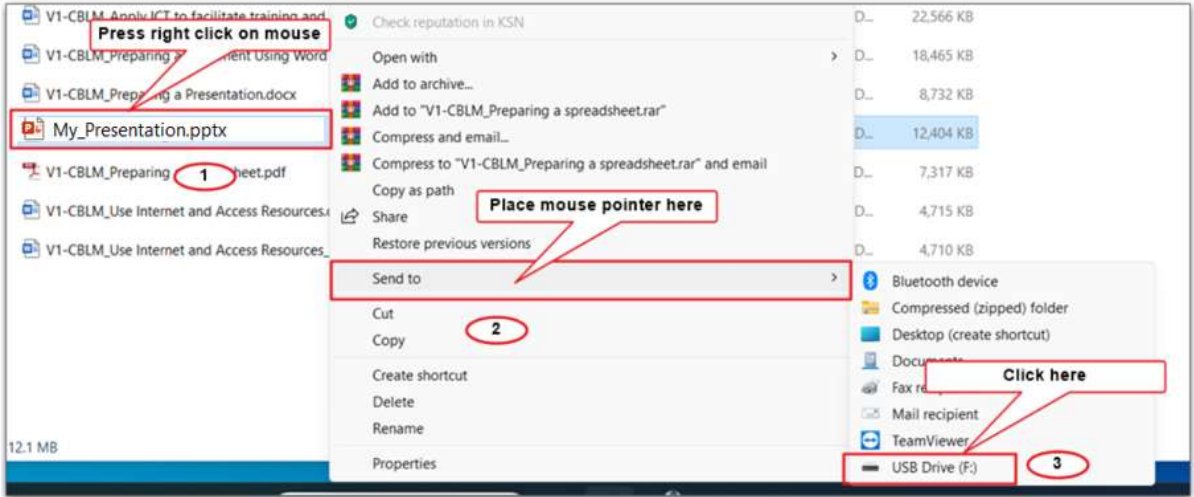 V1-CBLM_Apply ICT to facilitate training and
Press right click on mouse
V1-CBLM_Preparing a ment Using Word
V1-CBLM_Preparing a Presentation.docx
My_Presentation.pptx
V1-CBLM_Preparing heet.pdf
1
V1-CBLM_Use Internet and Access Resources.
V1-CBLM_Use Internet and Access Resources_
12.1 MB
Check reputation in KSN
Open with
Add to archive...
Add to "V1-CBLM_Preparing a spreadsheet.rar"
Compress and email...
Compress to "V1-CBLM_Preparing a spreadsheet.rar" and email
Copy as path
Place mouse pointer here
Share
Restore previous versions
Send to
2
Cut
Copy
Create shortcut
Delete
Rename
Properties
D... 22,566 KB
D... 18,465 KB
D... 8,732 KB
D... 12,404 KB
D... 7,317 KB
D... 4,715 KB
D... 4,710 KB
Bluetooth device
Compressed (zipped) folder
Desktop (create shortcut)
Documents
Click here
Fax re
Mail recipient
TeamViewer
USB Drive (F:)
3